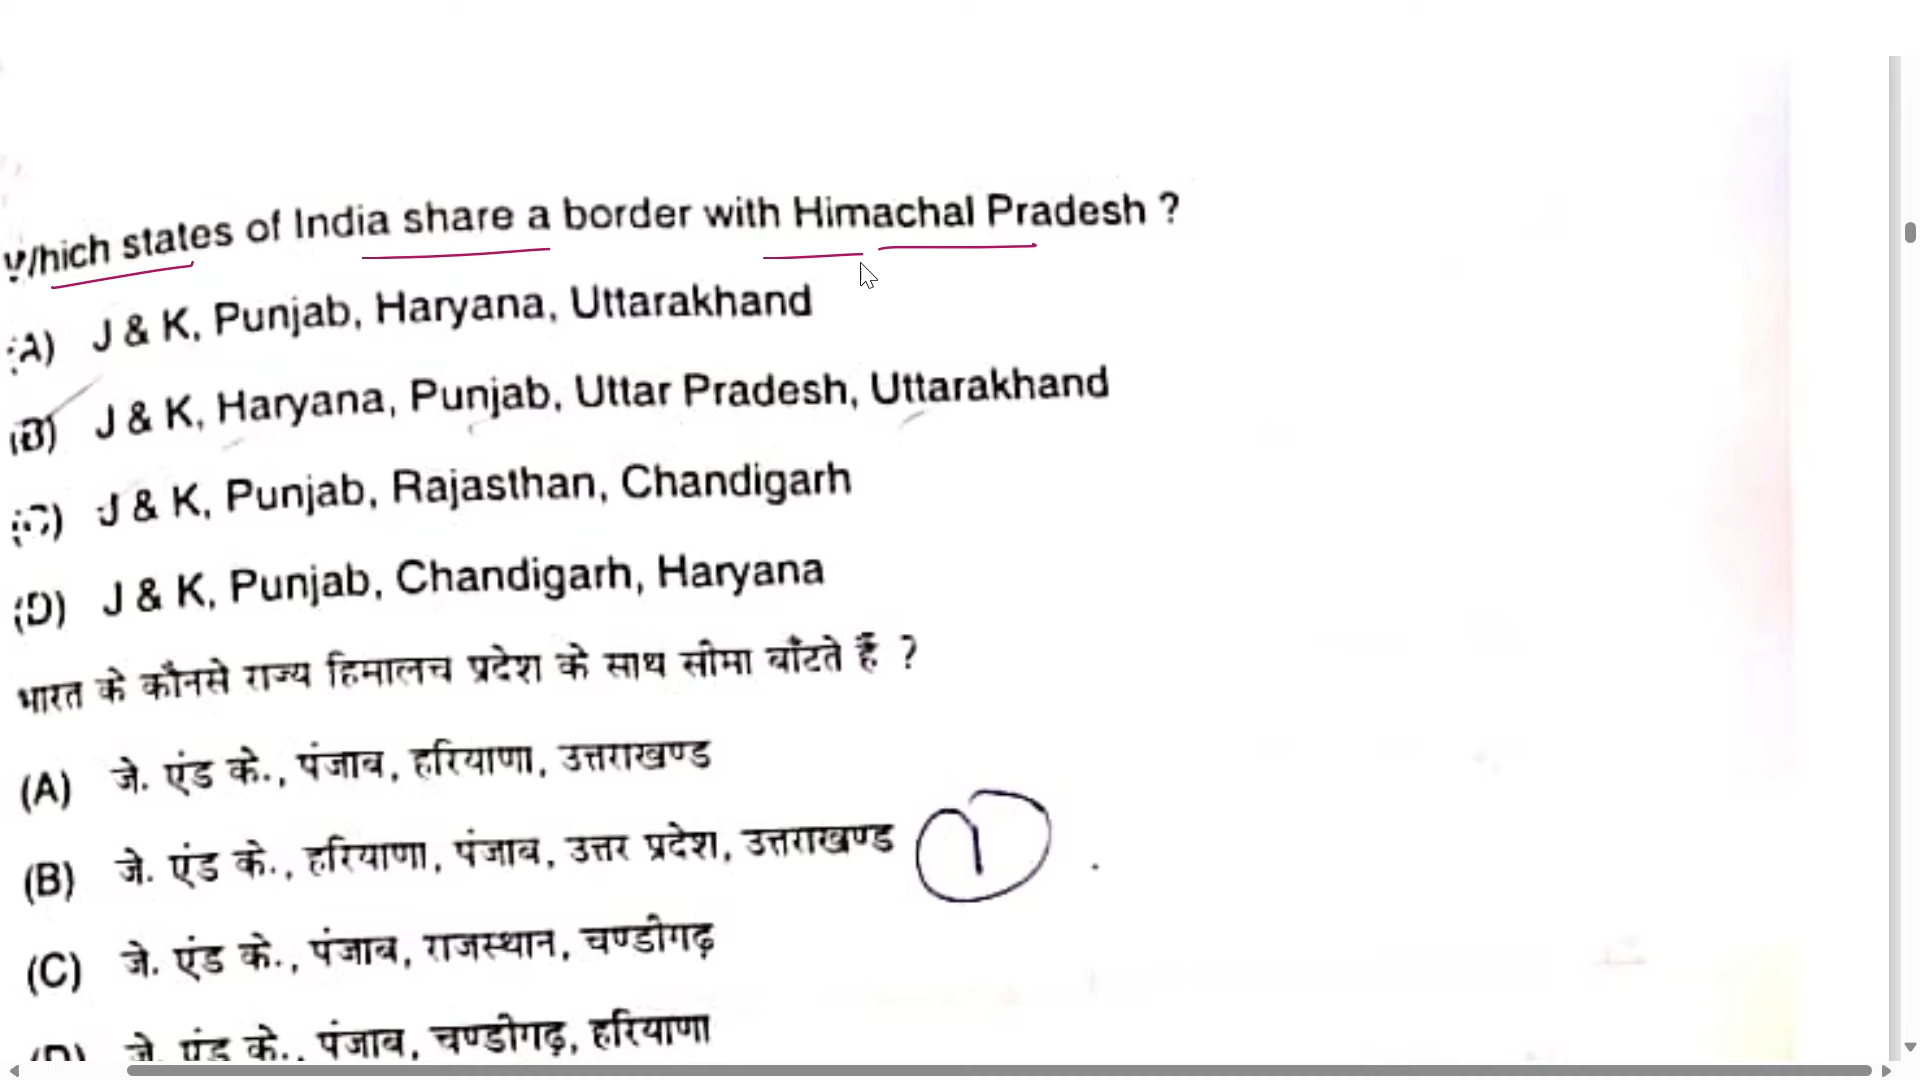 Which states of India share a border with Himachal Pradesh ?
(A) J & K, Punjab, Haryana, Uttarakhand
(B) J & K, Haryana, Punjab, Uttar Pradesh, Uttarakhand
(C) J & K, Punjab, Rajasthan, Chandigarh
(D) J & K, Punjab, Chandigarh, Haryana
भारत के कौनसे राज्य हिमालच प्रदेश के साथ सीमा बाँटते हैं ?
(A) जे. एंड के., पंजाब, हरियाणा, उत्तराखण्ड
(B) जे. एंड के., हरियाणा, पंजाब, उत्तर प्रदेश, उत्तराखण्ड
1
(C) जे. एंड के., पंजाब, राजस्थान, चण्डीगढ़
(D) जे. एंड के., पंजाब, चण्डीगढ़, हरियाणा